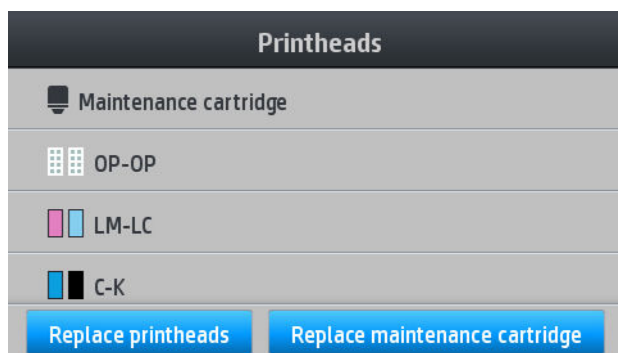 Printheads
Maintenance cartridge
OP-OP
LM-LC
C-K
Replace printheads Replace maintenance cartridge